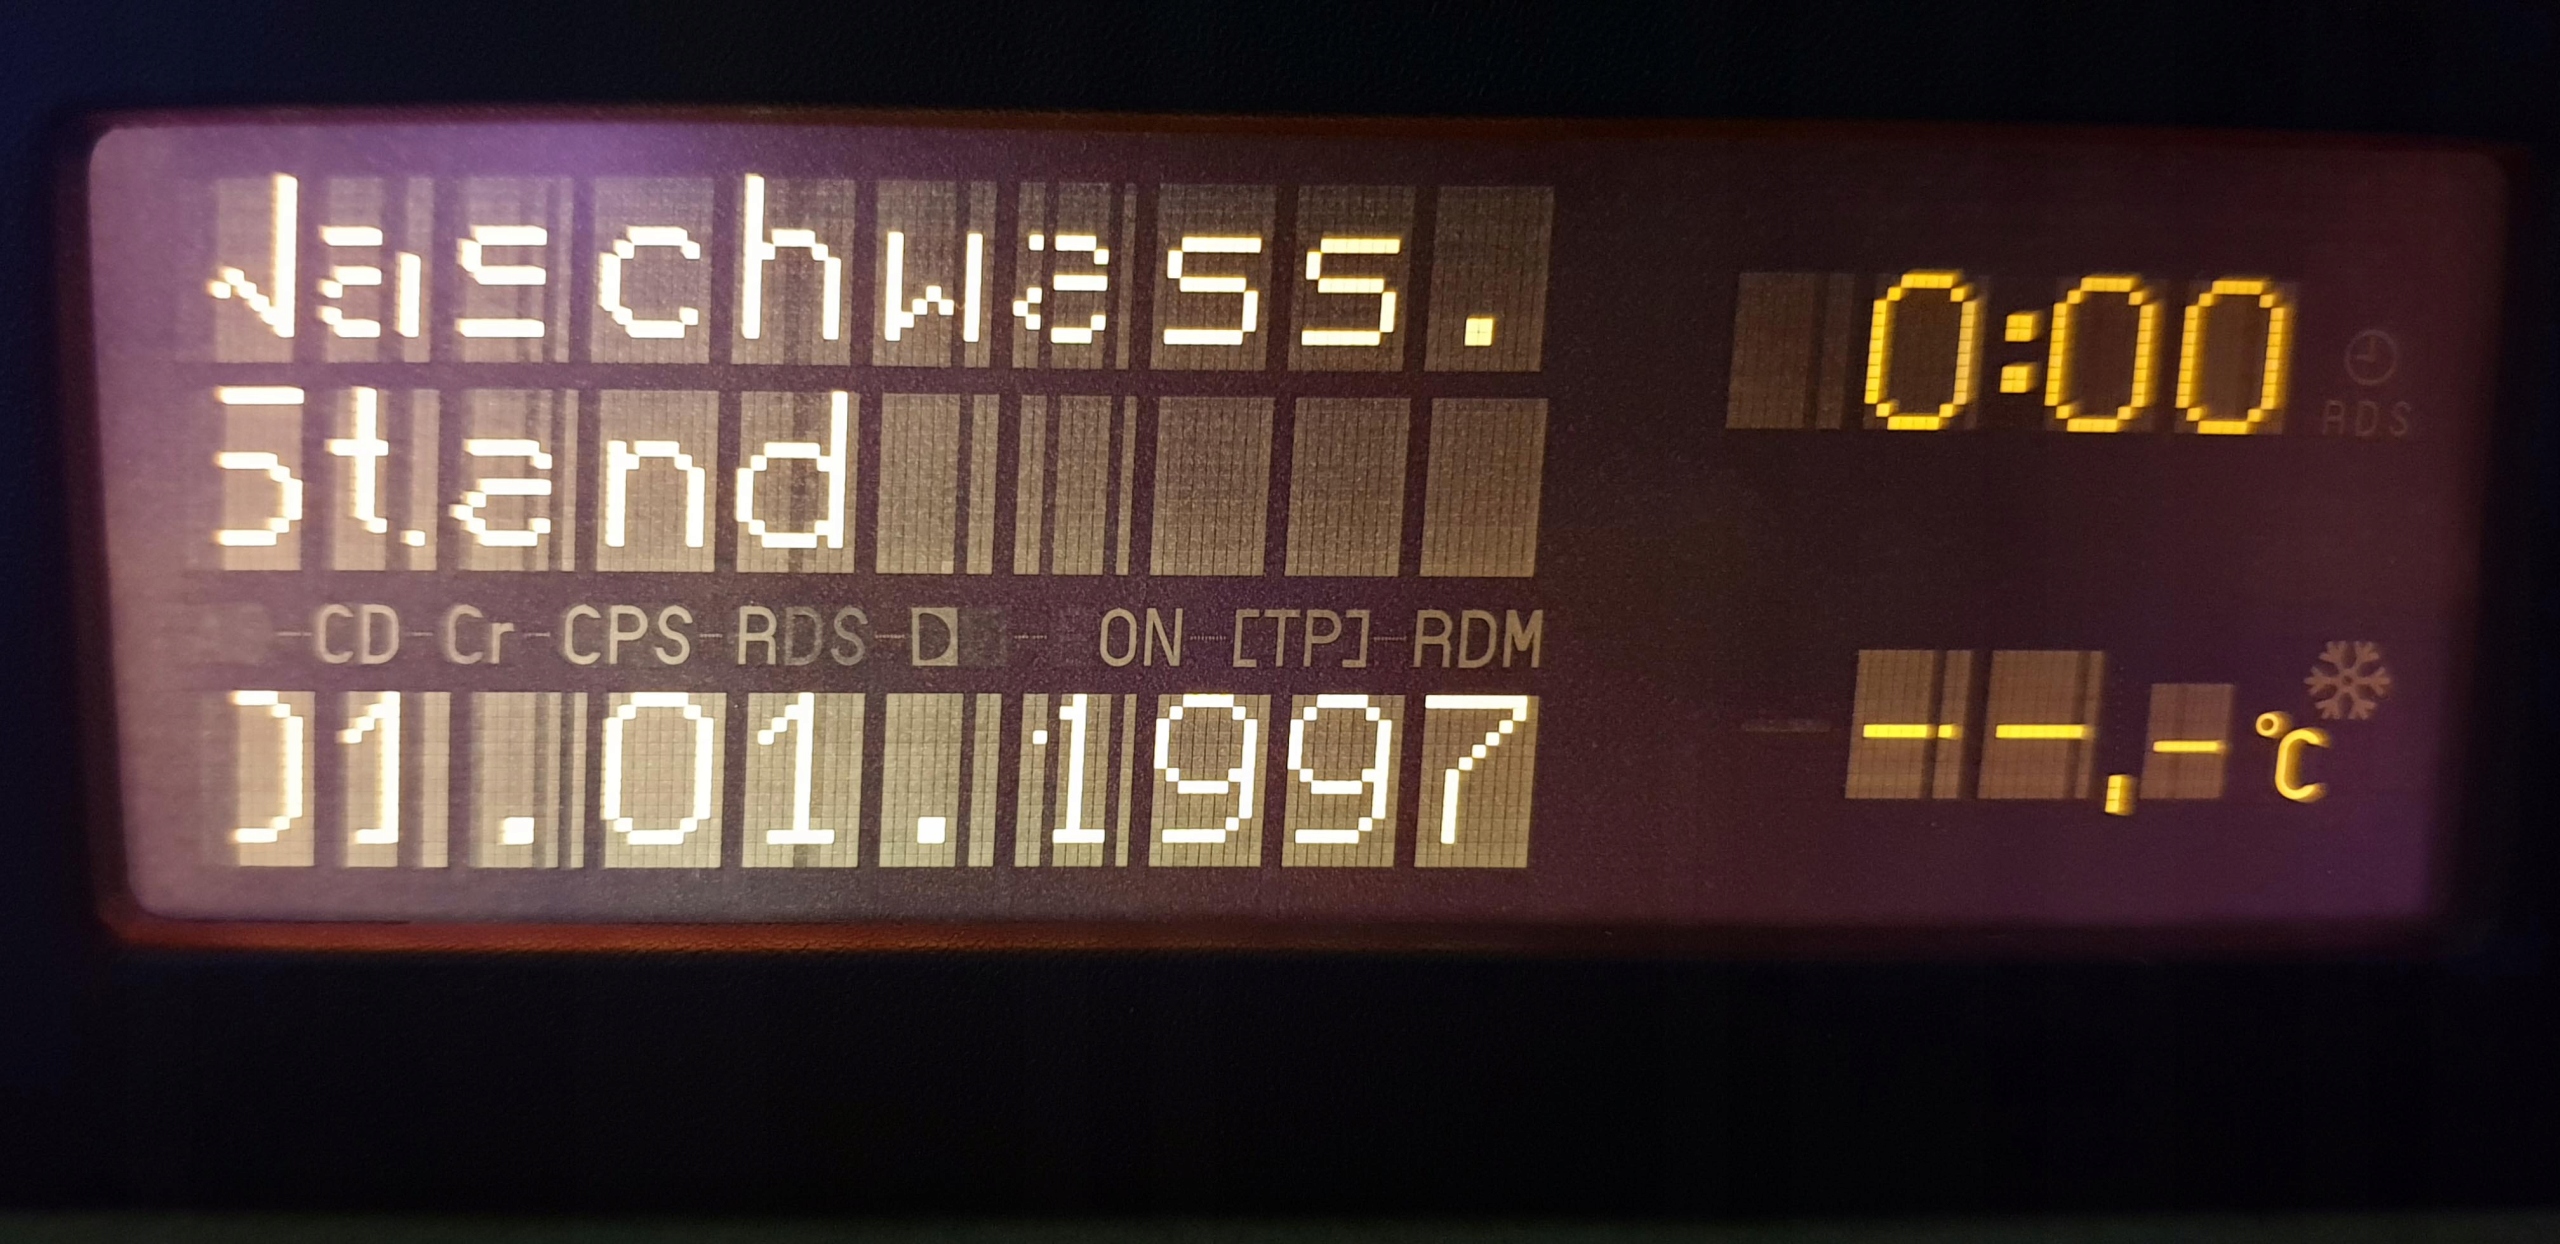 Waschwass.
Stand
CD Cr CPS RDS D ON [TP] RDM
01.01.1997
0:00
RDS
--.- °C